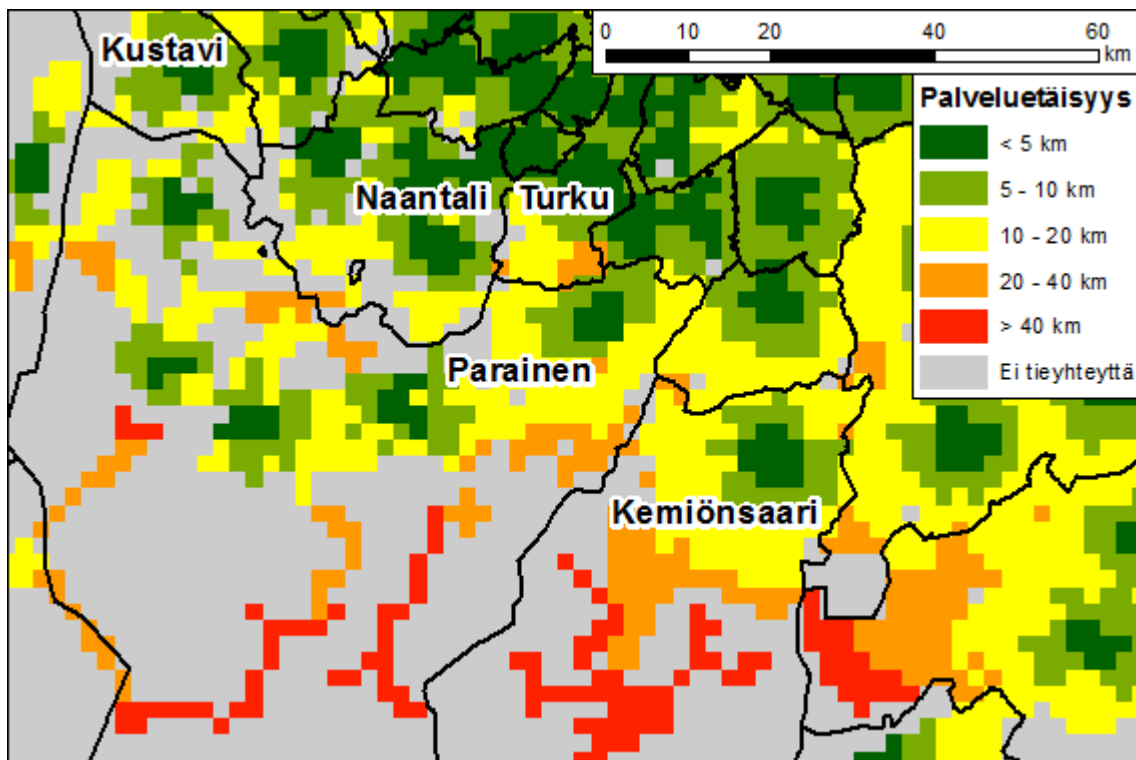 Kustavi
0 10 20 40 60
km
Palveluetäisyys
< 5 km
5 - 10 km
10 - 20 km
20 - 40 km
> 40 km
Ei tieyhteyttä
Naantali Turku
Parainen
Kemiönsaari